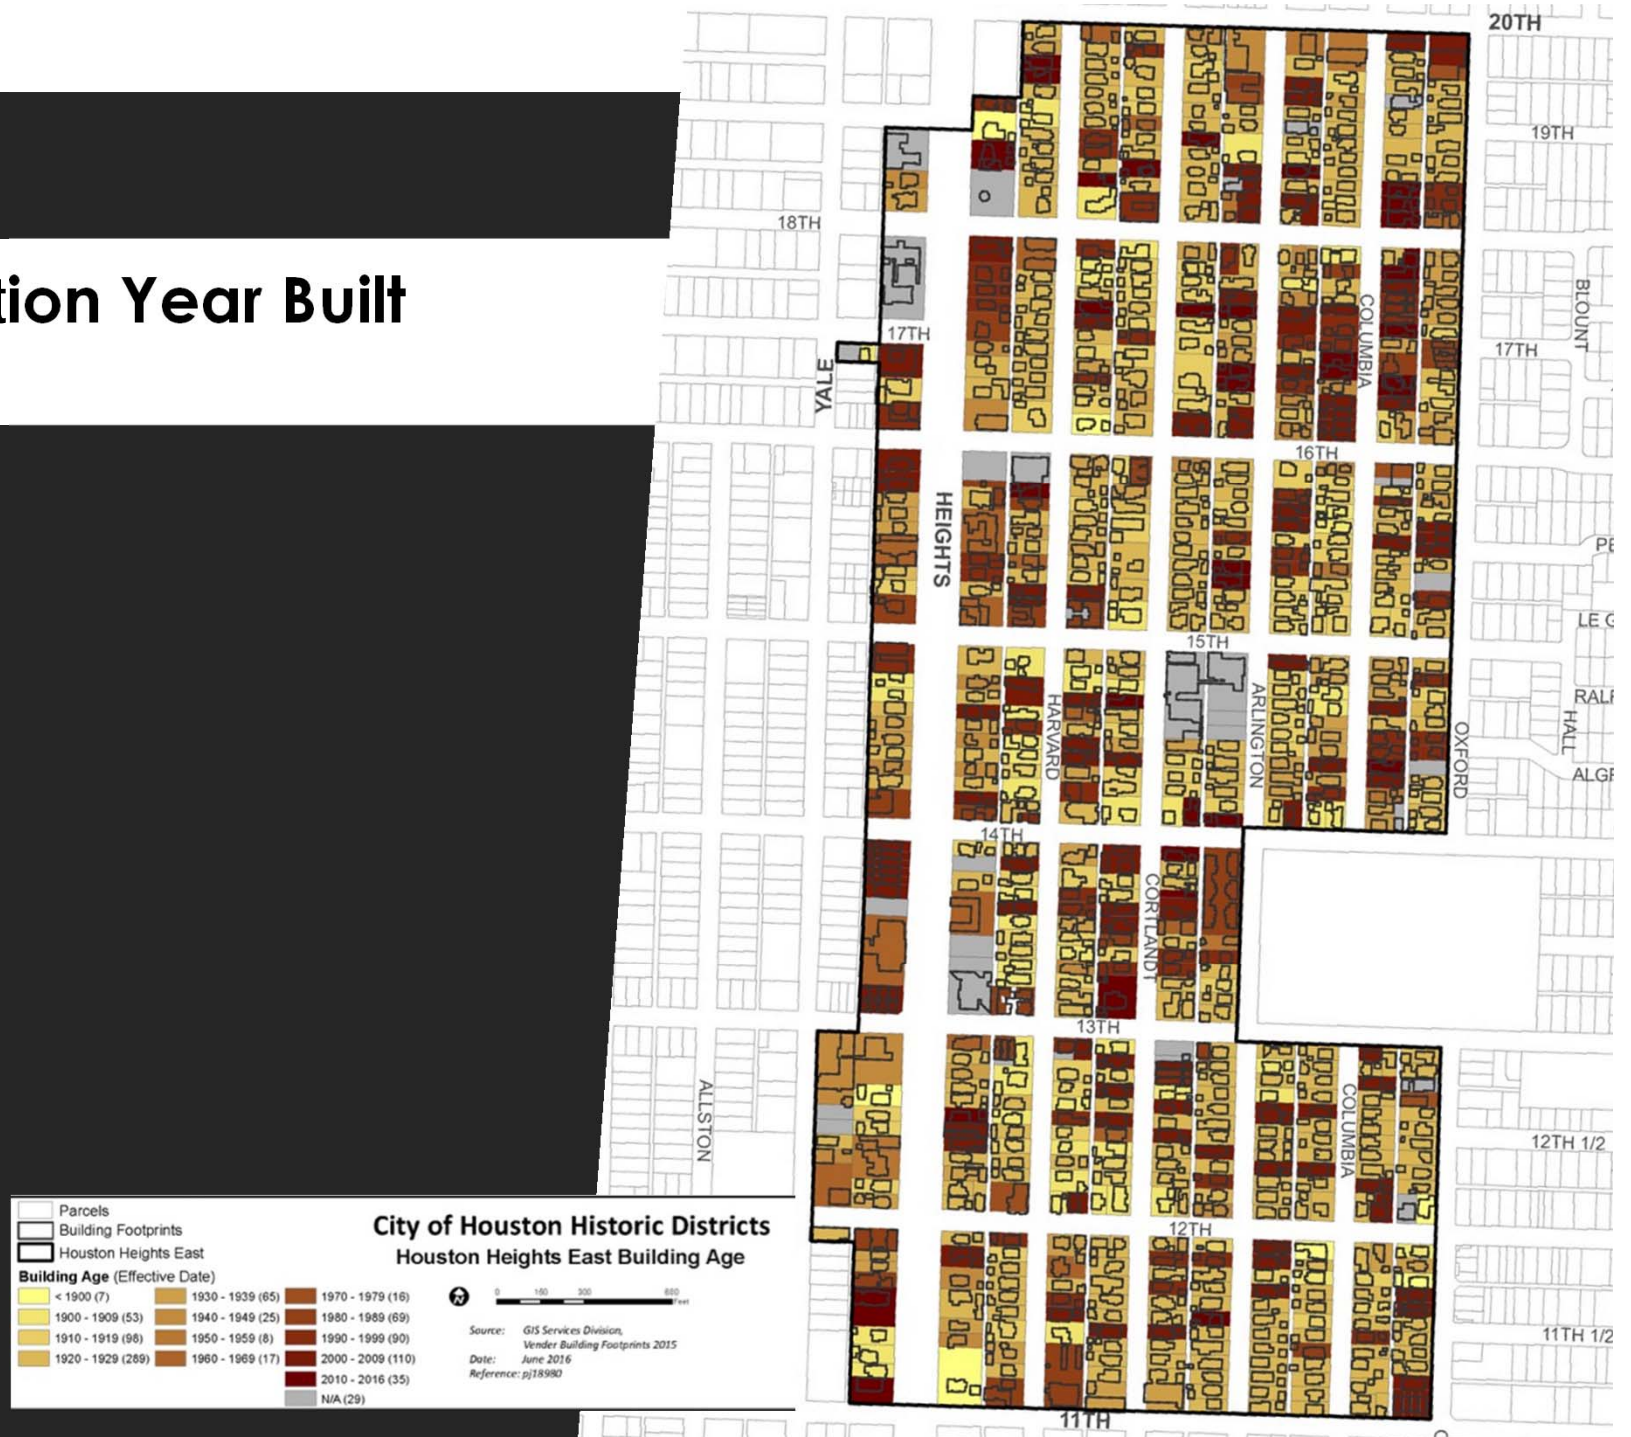 tion Year Built
20TH
19TH
18TH
BLOUNT
COLUMBIA
17TH
17TH
YALE
16TH
HEIGHTS
15TH
HARVARD
ARLINGTON
OXFORD
HALL
14TH
CORTLANDT
13TH
ALLSTON
COLUMBIA
12TH 1/2
12TH
11TH 1/2
11TH
Parcels
Building Footprints
Houston Heights East
Building Age (Effective Date)
< 1900 (7)
1900 - 1909 (53)
1910 - 1919 (98)
1920 - 1929 (289)
1930 - 1939 (65)
1940 - 1949 (25)
1950 - 1959 (8)
1960 - 1969 (17)
1970 - 1979 (16)
1980 - 1989 (69)
1990 - 1999 (90)
2000 - 2009 (110)
2010 - 2016 (35)
N/A (29)
City of Houston Historic Districts
Houston Heights East Building Age
0 150 300 600
Feet
Source: GIS Services Division,
Vender Building Footprints 2015
Date: June 2016
Reference: pj18980